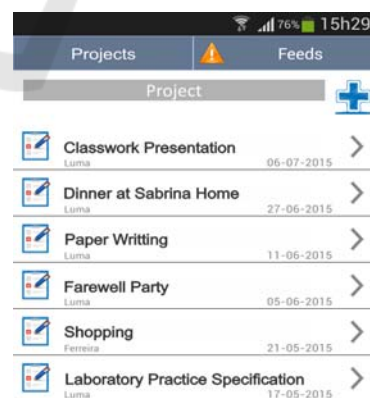 76% 15h29
Projects Feeds
Project
Classwork Presentation
Luma 06-07-2015
Dinner at Sabrina Home
Luma 27-06-2015
Paper Writting
Luma 11-06-2015
Farewell Party
Luma 05-06-2015
Shopping
Ferreira 21-05-2015
Laboratory Practice Specification
Luma 17-05-2015